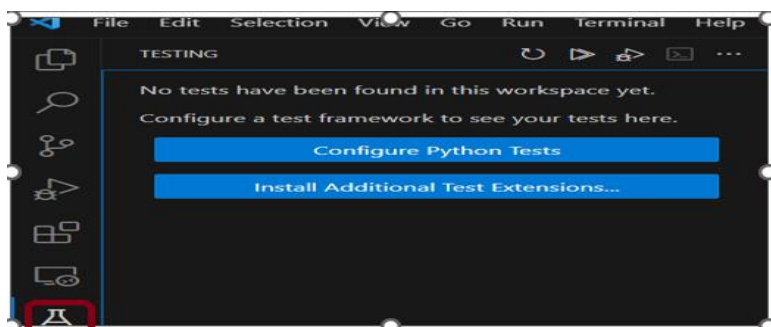 File Edit Selection View Go Run Terminal Help
TESTING
No tests have been found in this workspace yet.
Configure a test framework to see your tests here.
Configure Python Tests
Install Additional Test Extensions...